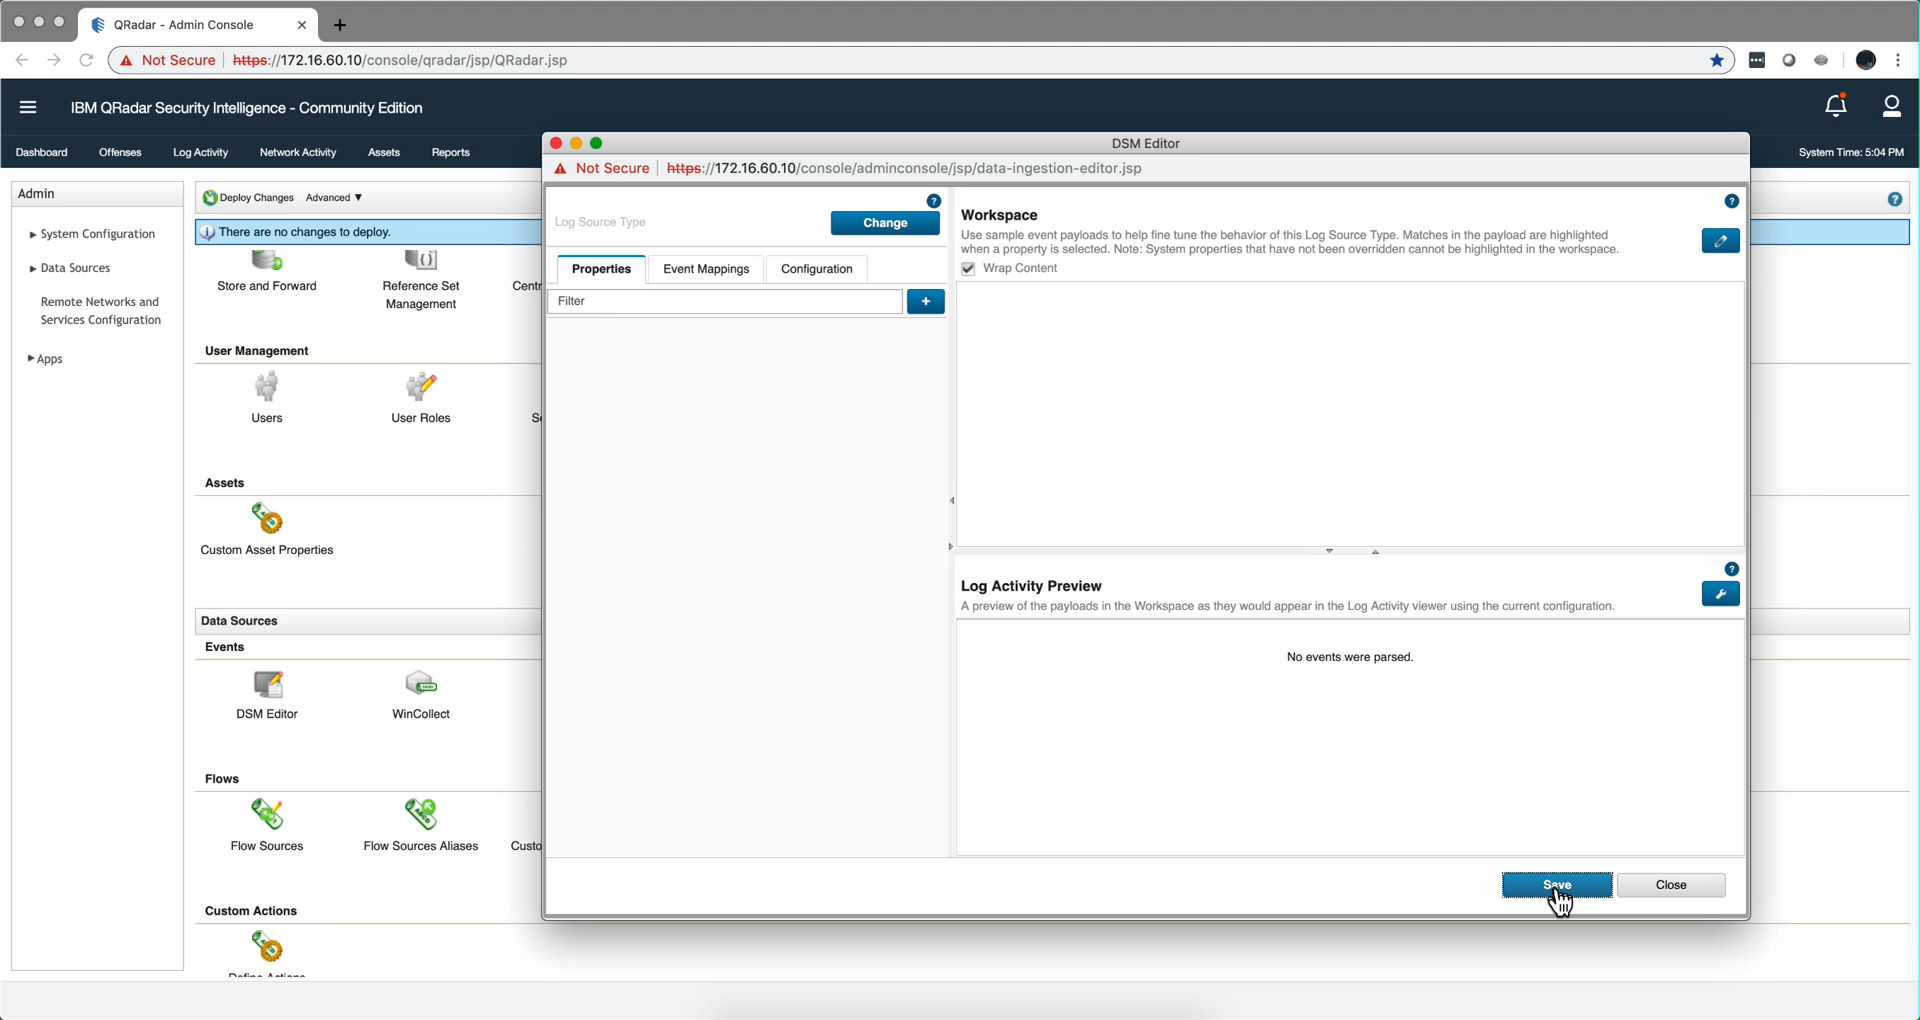 QRadar - Admin Console
Not Secure https://172.16.60.10/console/qradar/jsp/QRadar.jsp
IBM QRadar Security Intelligence - Community Edition
Dashboard Offenses Log Activity Network Activity Assets Reports
System Time: 5:04 PM
Admin
System Configuration
Data Sources
Remote Networks and
Services Configuration
Apps
Deploy Changes Advanced
There are no changes to deploy.
Store and Forward
Reference Set
Management
Centr
User Management
Users
User Roles
Se
Assets
Custom Asset Properties
Data Sources
Events
DSM Editor
WinCollect
Flows
Flow Sources
Flow Sources Aliases
Custo
Custom Actions
Define Actions
DSM Editor
Not Secure https://172.16.60.10/console/adminconsole/jsp/data-ingestion-editor.jsp
Log Source Type
Change
Properties Event Mappings Configuration
Filter
+
Workspace
Use sample event payloads to help fine tune the behavior of this Log Source Type. Matches in the payload are highlighted
when a property is selected. Note: System properties that have not been overridden cannot be highlighted in the workspace.
Wrap Content
Log Activity Preview
A preview of the payloads in the Workspace as they would appear in the Log Activity viewer using the current configuration.
No events were parsed.
Save
Close